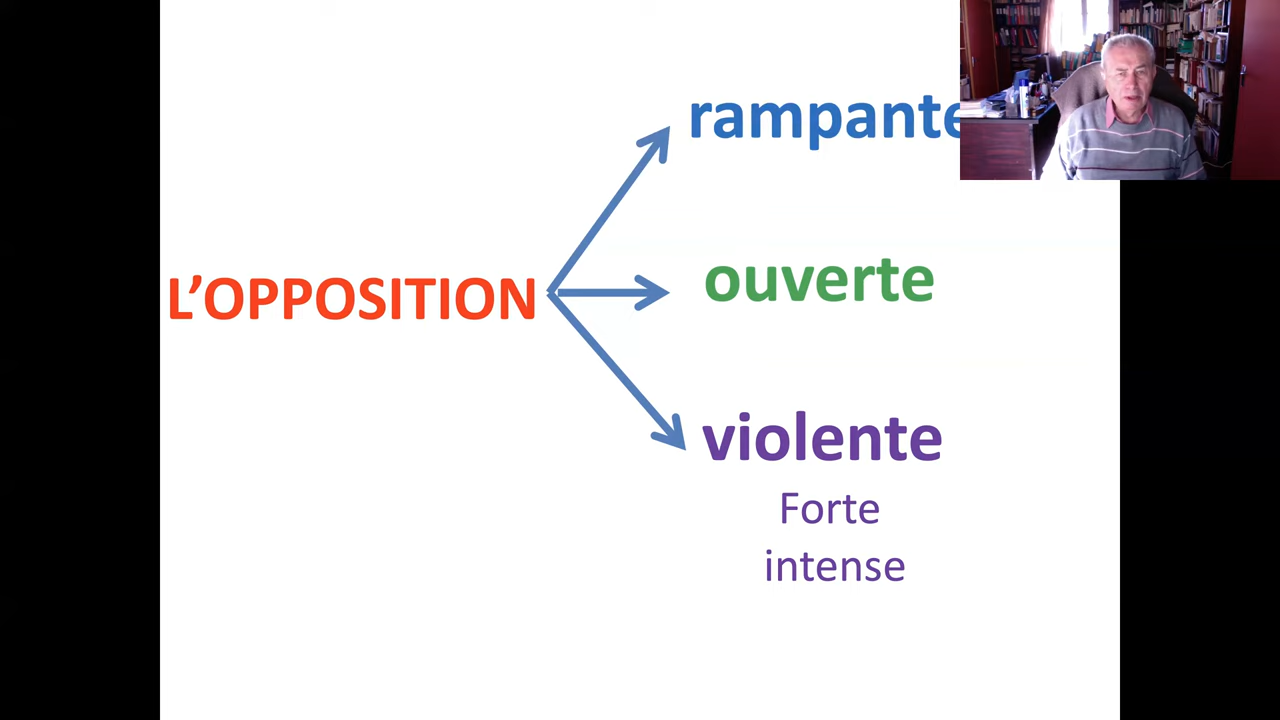 rampante
L’OPPOSITION
ouverte
violente
Forte
intense